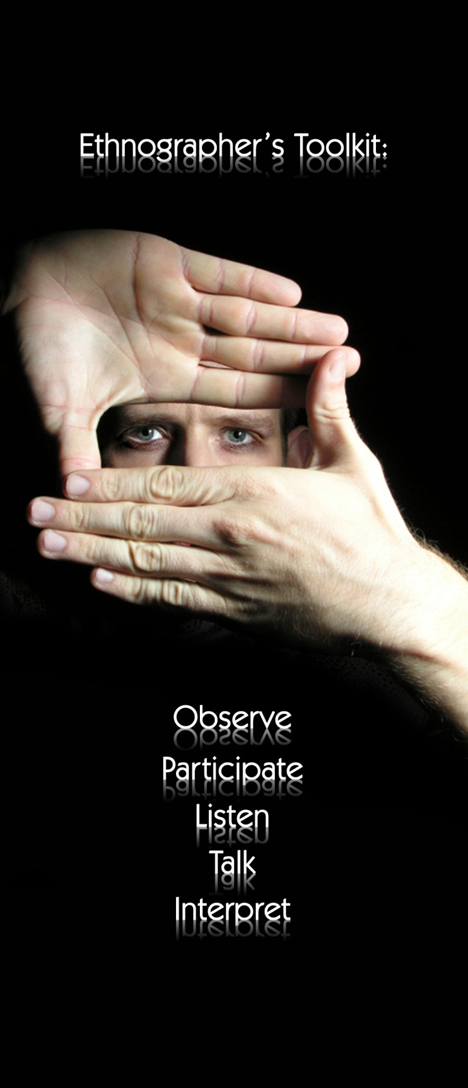 Ethnographer's Toolkit:
Observe
Participate
Listen
Talk
Interpret